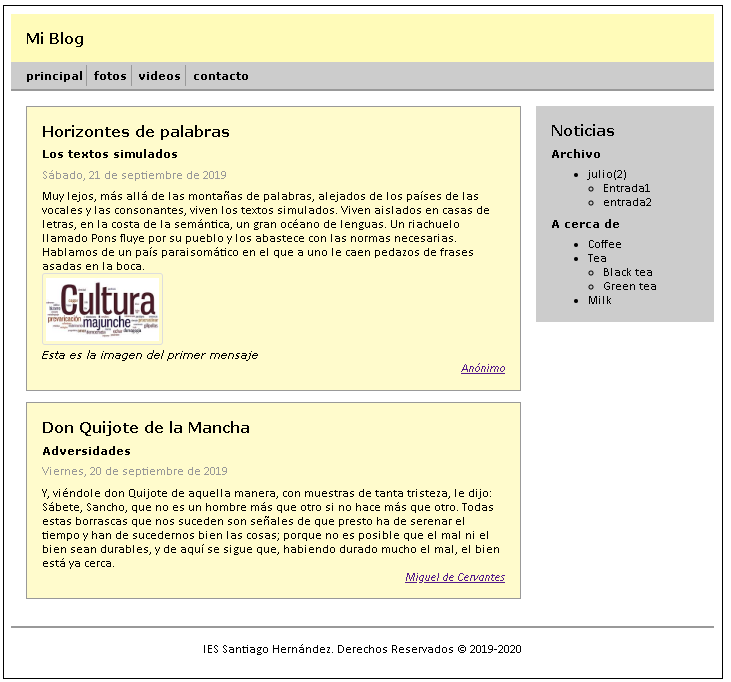 Mi Blog
principal fotos videos contacto
Horizontes de palabras
Los textos simulados
Sábado, 21 de septiembre de 2019
Muy lejos, más allá de las montañas de palabras, alejados de los países de las
vocales y las consonantes, viven los textos simulados. Viven aislados en casas de
letras, en la costa de la semántica, un gran océano de lenguas. Un riachuelo
llamado Pons fluye por su pueblo y los abastece con las normas necesarias.
Hablamos de un país paraisomático en el que a uno le caen pedazos de frases
asadas en la boca.
Cultura
prevaricación majunche
Esta es la imagen del primer mensaje
Anónimo
Don Quijote de la Mancha
Adversidades
Viernes, 20 de septiembre de 2019
Y, viéndole don Quijote de aquella manera, con muestras de tanta tristeza, le dijo:
Sábete, Sancho, que no es un hombre más que otro si no hace más que otro. Todas
estas borrascas que nos suceden son señales de que presto ha de serenar el
tiempo y han de sucedernos bien las cosas; porque no es posible que el mal ni el
bien sean durables, y de aquí se sigue que, habiendo durado mucho el mal, el bien
está ya cerca.
Miguel de Cervantes
Noticias
Archivo
julio(2)
Entrada1
entrada2
A cerca de
Coffee
Tea
Black tea
Green tea
Milk
IES Santiago Hernández. Derechos Reservados © 2019-2020